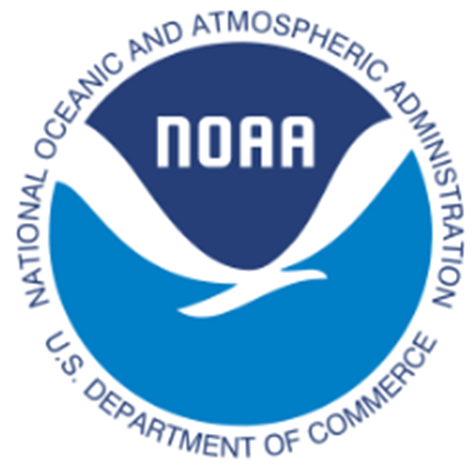 NATIONAL OCEANIC AND ATMOSPHERIC ADMINISTRATION
NOAA
U.S. DEPARTMENT OF COMMERCE